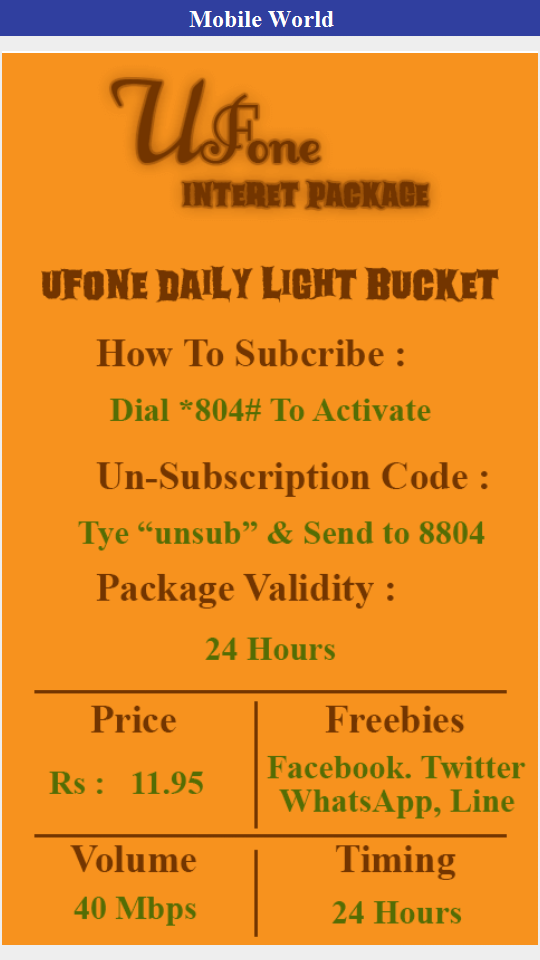 Mobile World
UFone
INTERET PACKAGE
UFONE DAILY LIGHT BUCKET
How To Subcribe :
Dial *804# To Activate
Un-Subscription Code :
Tye “unsub” & Send to 8804
Package Validity :
24 Hours
Price
Rs : 11.95
Freebies
Facebook. Twitter
WhatsApp, Line
Volume
40 Mbps
Timing
24 Hours